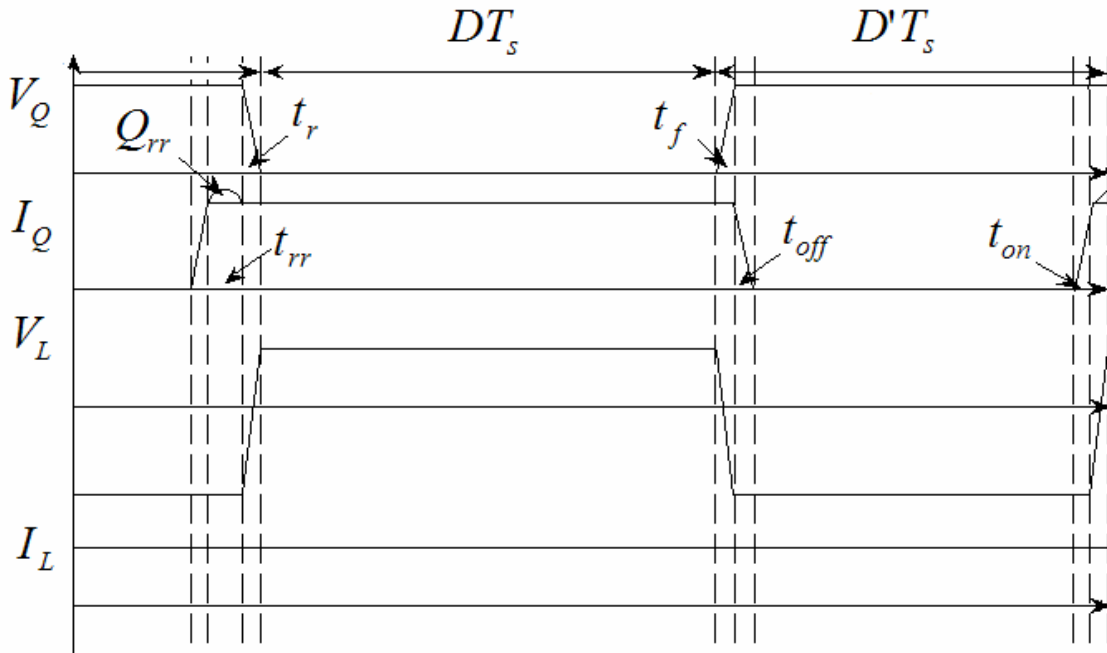 DT_s
D'T_s
V_Q
Q_rr
t_r
t_f
I_Q
t_rr
t_off
t_on
V_L
I_L